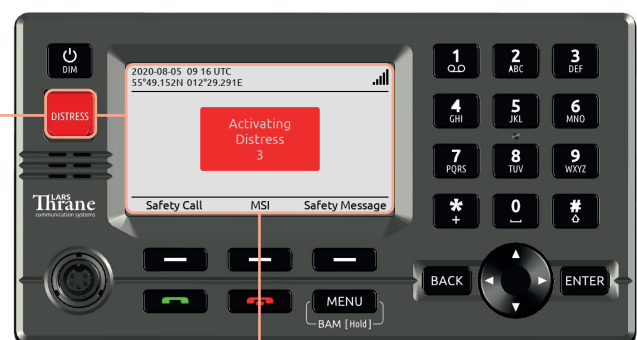 DIM
DISTRESS
2020-08-05 09 16 UTC
55°49.152N 012°29.291E
Activating
Distress
3
Safety Call MSI Safety Message
LARS
Thrane
communication systems
1
2 ABC
3 DEF
4 GHI
5 JKL
6 MNO
7 PQRS
8 TUV
9 WXYZ
* +
0
#
BACK
ENTER
MENU
BAM [Hold]